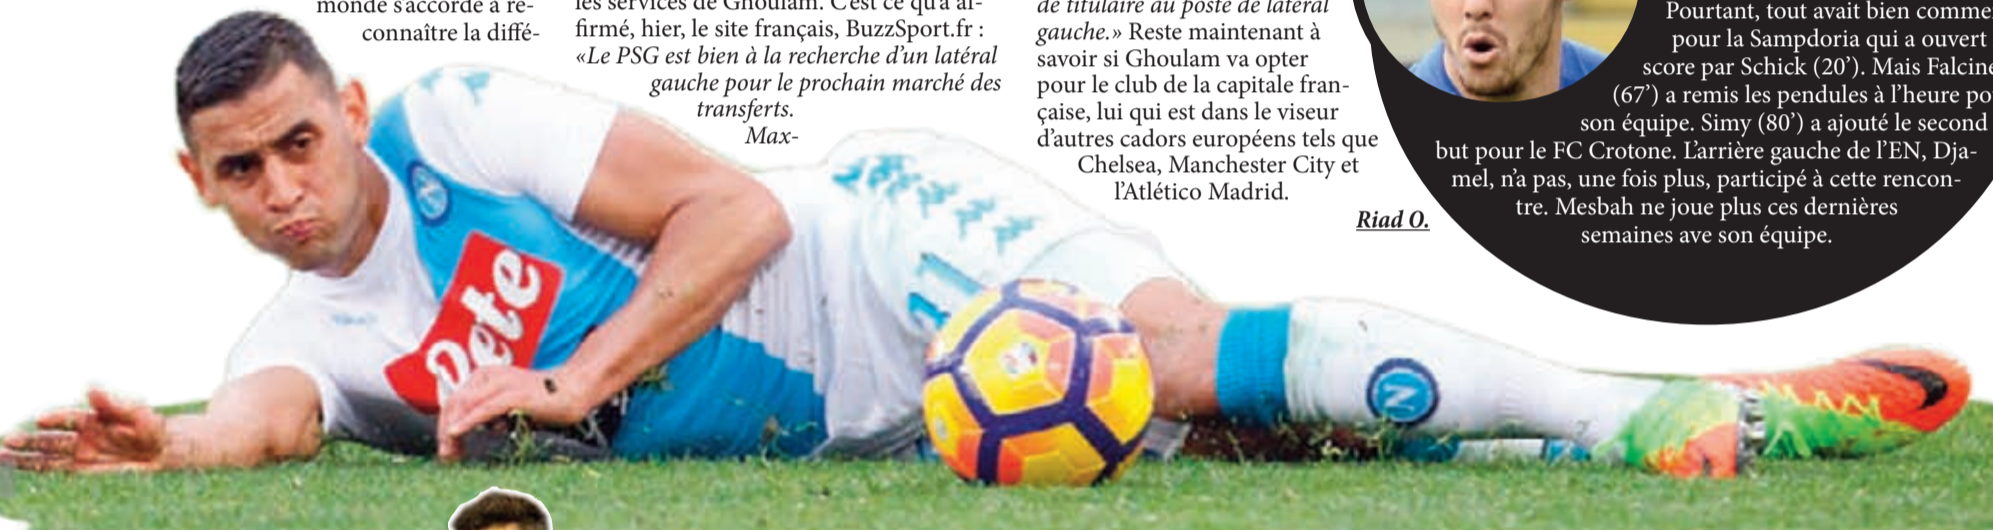 monde s'accorde à re-
connaître la diffé-
les services de Ghoulam. C'est ce qu'a af-
firmé, hier, le site français, BuzzSport.fr :
«Le PSG est bien à la recherche d'un latéral
gauche pour le prochain marché des
transferts.
Max-
de titulaire au poste de latéral
gauche.» Reste maintenant à
savoir si Ghoulam va opter
pour le club de la capitale fran-
çaise, lui qui est dans le viseur
d'autres cadors européens tels que
Chelsea, Manchester City et
l'Atlético Madrid.
Riad O.
Pourtant, tout avait bien comme
pour la Sampdoria qui a ouvert
score par Schick (20’). Mais Falcine
(67’) a remis les pendules à l'heure po
son équipe. Simy (80’) a ajouté le second
but pour le FC Crotone. L'arrière gauche de l'EN, Dja-
mel, n'a pas, une fois plus, participé à cette rencon-
tre. Mesbah ne joue plus ces dernières
semaines ave son équipe.
Lete
N
N